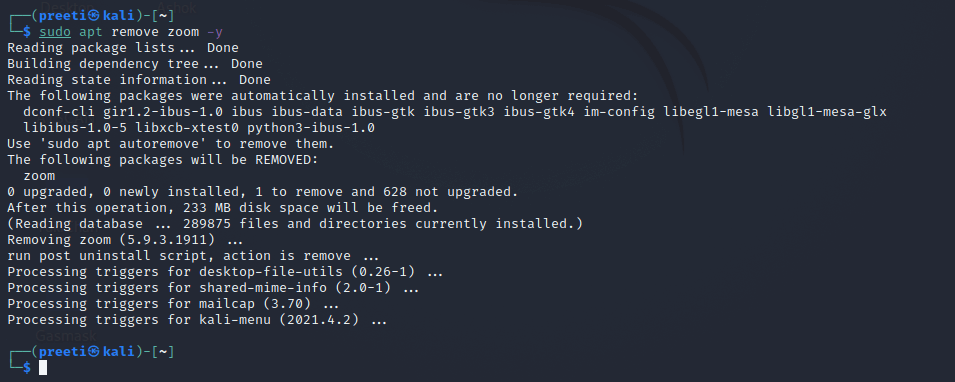 ┌──(preeti㉿kali)-[~]
└─$ sudo apt remove zoom -y
Reading package lists... Done
Building dependency tree... Done
Reading state information... Done
The following packages were automatically installed and are no longer required:
  dconf-cli gir1.2-ibus-1.0 ibus ibus-data ibus-gtk ibus-gtk3 ibus-gtk4 im-config libegl1-mesa libgl1-mesa-glx
  libibus-1.0-5 libxcb-xtest0 python3-ibus-1.0
Use 'sudo apt autoremove' to remove them.
The following packages will be REMOVED:
  zoom
0 upgraded, 0 newly installed, 1 to remove and 628 not upgraded.
After this operation, 233 MB disk space will be freed.
(Reading database ... 289875 files and directories currently installed.)
Removing zoom (5.9.3.1911) ...
run post uninstall script, action is remove ...
Processing triggers for desktop-file-utils (0.26-1) ...
Processing triggers for shared-mime-info (2.0-1) ...
Processing triggers for mailcap (3.70) ...
Processing triggers for kali-menu (2021.4.2) ...
┌──(preeti㉿kali)-[~]
└─$